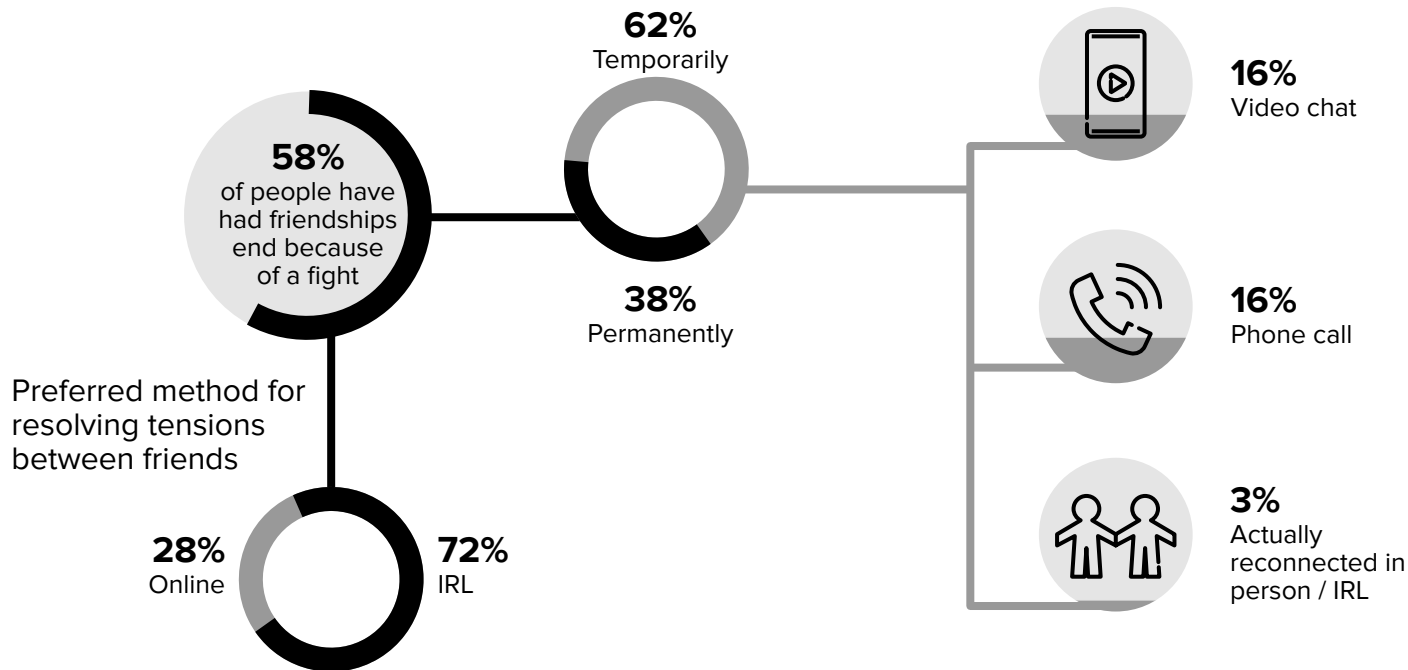 58%
of people have
had friendships
end because
of a fight
62%
Temporarily
38%
Permanently
16%
Video chat
16%
Phone call
3%
Actually
reconnected in
person / IRL
Preferred method for
resolving tensions
between friends
28%
Online
72%
IRL